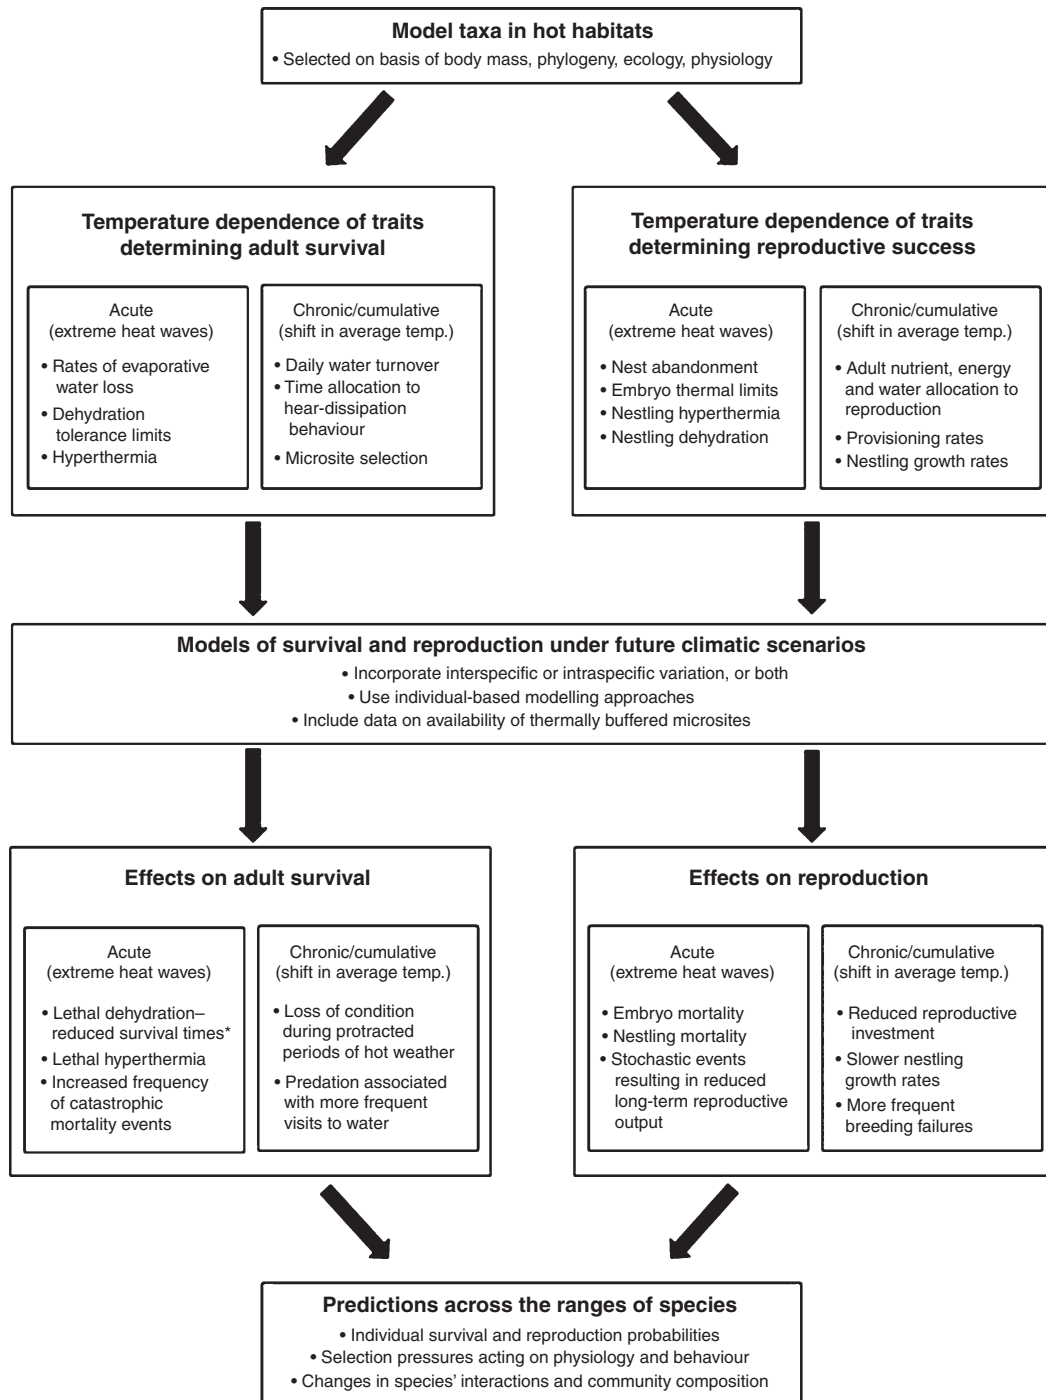 Model taxa in hot habitats
• Selected on basis of body mass, phylogeny, ecology, physiology
Temperature dependence of traits
determining adult survival
Acute
(extreme heat waves)
• Rates of evaporative
water loss
• Dehydration
tolerance limits
• Hyperthermia
Chronic/cumulative
(shift in average temp.)
• Daily water turnover
• Time allocation to
hear-dissipation
behaviour
• Microsite selection
Temperature dependence of traits
determining reproductive success
Acute
(extreme heat waves)
• Nest abandonment
• Embryo thermal limits
• Nestling hyperthermia
• Nestling dehydration
Chronic/cumulative
(shift in average temp.)
• Adult nutrient, energy
and water allocation to
reproduction
• Provisioning rates
• Nestling growth rates
Models of survival and reproduction under future climatic scenarios
• Incorporate interspecific or intraspecific variation, or both
• Use individual-based modelling approaches
• Include data on availability of thermally buffered microsites
Effects on adult survival
Acute
(extreme heat waves)
• Lethal dehydration–
reduced survival times*
• Lethal hyperthermia
• Increased frequency
of catastrophic
mortality events
Chronic/cumulative
(shift in average temp.)
• Loss of condition
during protracted
periods of hot weather
• Predation associated
with more frequent
visits to water
Effects on reproduction
Acute
(extreme heat waves)
• Embryo mortality
• Nestling mortality
• Stochastic events
resulting in reduced
long-term reproductive
output
Chronic/cumulative
(shift in average temp.)
• Reduced reproductive
investment
• Slower nestling
growth rates
• More frequent
breeding failures
Predictions across the ranges of species
• Individual survival and reproduction probabilities
• Selection pressures acting on physiology and behaviour
• Changes in species' interactions and community composition